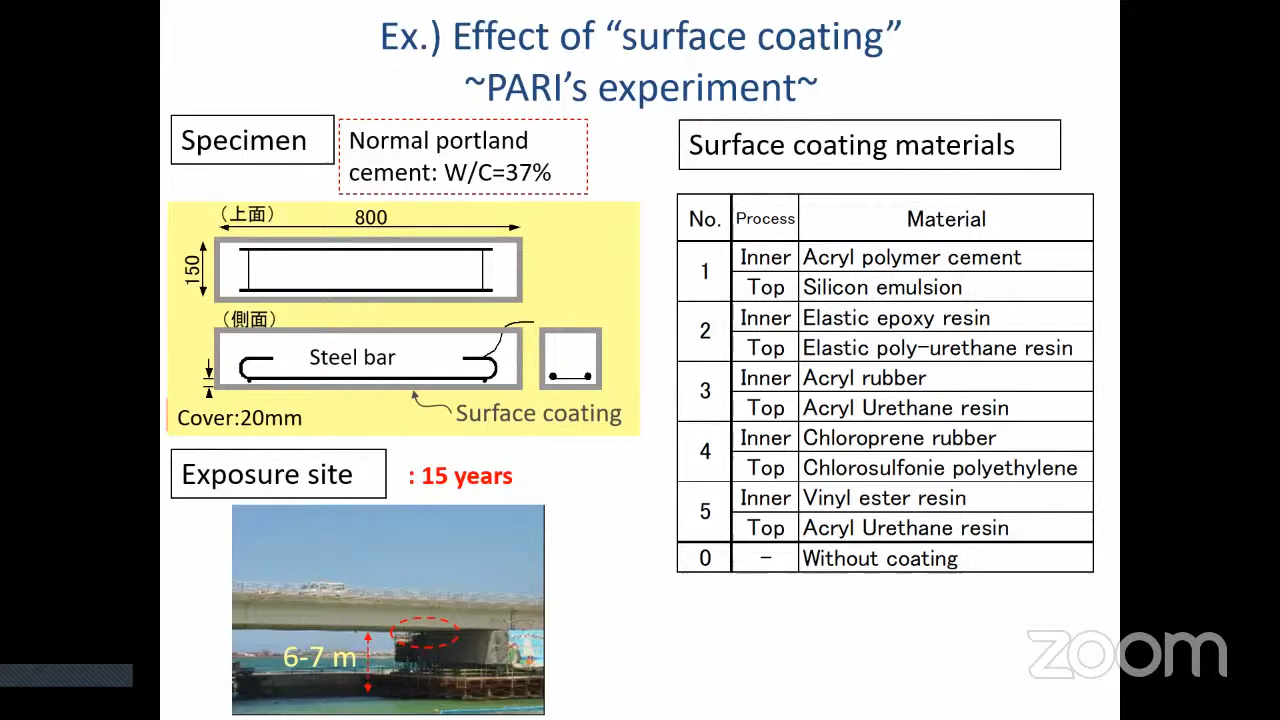 Ex.) Effect of “surface coating”
~PARI’s experiment~
Specimen
Normal portland
cement: W/C=37%
（上面）
800
150
（側面）
Steel bar
Cover:20mm
Surface coating
Exposure site
: 15 years
6-7 m
Surface coating materials
No. Process Material
1 Inner Acryl polymer cement
Top Silicon emulsion
2 Inner Elastic epoxy resin
Top Elastic poly-urethane resin
3 Inner Acryl rubber
Top Acryl Urethane resin
4 Inner Chloroprene rubber
Top Chlorosulfonie polyethylene
5 Inner Vinyl ester resin
Top Acryl Urethane resin
0 - Without coating
zoom